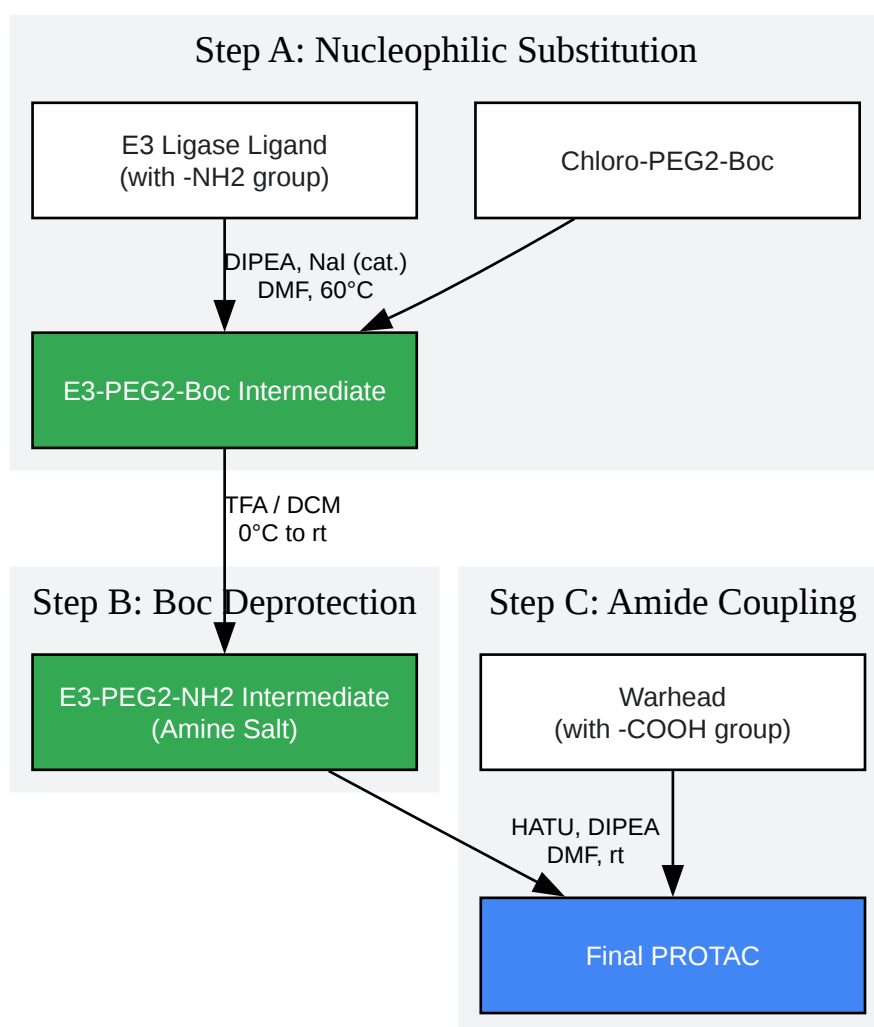 Step A: Nucleophilic Substitution
E3 Ligase Ligand
(with -NH2 group)
Chloro-PEG2-Boc
DIPEA, NaI (cat.)
DMF, 60°C
E3-PEG2-Boc Intermediate
TFA / DCM
0°C to rt
Step B: Boc Deprotection
E3-PEG2-NH2 Intermediate
(Amine Salt)
Step C: Amide Coupling
Warhead
(with -COOH group)
HATU, DIPEA
DMF, rt
Final PROTAC